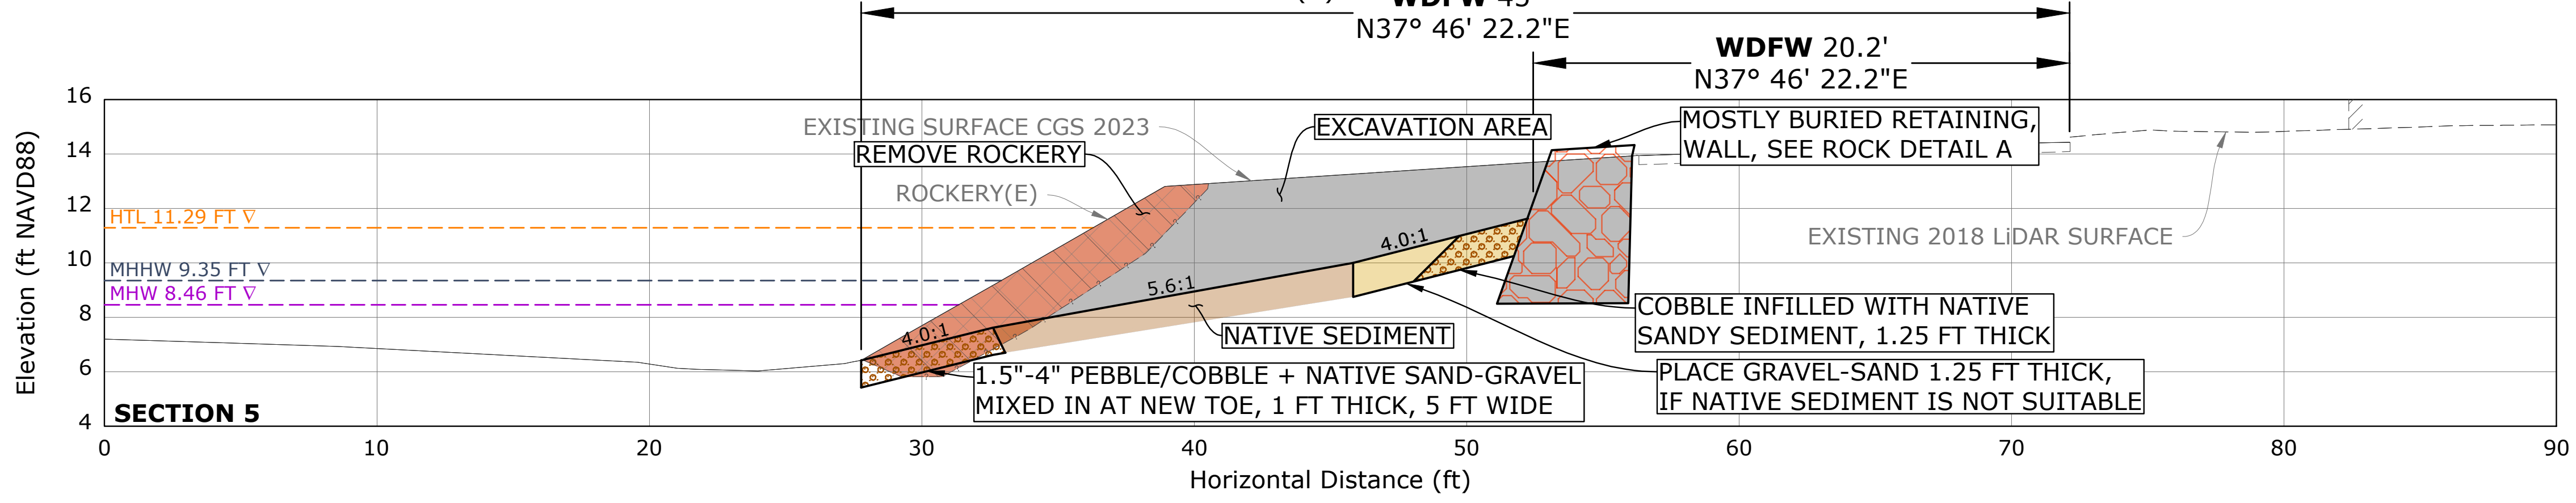 WDFW
N37° 46' 22.2"E
WDFW 20.2'
N37° 46' 22.2"E
16
14
12
10
8
6
4
Elevation (ft NAVD88)
EXISTING SURFACE CGS 2023
REMOVE ROCKERY
ROCKERY(E)
EXCAVATION AREA
MOSTLY BURIED RETAINING,
WALL, SEE ROCK DETAIL A
HTL 11.29 FT ∇
MHHW 9.35 FT ∇
MHW 8.46 FT ∇
4.0:1
5.6:1
4.0:1
EXISTING 2018 LiDAR SURFACE
NATIVE SEDIMENT
COBBLE INFILLED WITH NATIVE
SANDY SEDIMENT, 1.25 FT THICK
1.5"-4" PEBBLE/COBBLE + NATIVE SAND-GRAVEL
MIXED IN AT NEW TOE, 1 FT THICK, 5 FT WIDE
PLACE GRAVEL-SAND 1.25 FT THICK,
IF NATIVE SEDIMENT IS NOT SUITABLE
SECTION 5
0 10 20 30 40 50 60 70 80 90
Horizontal Distance (ft)